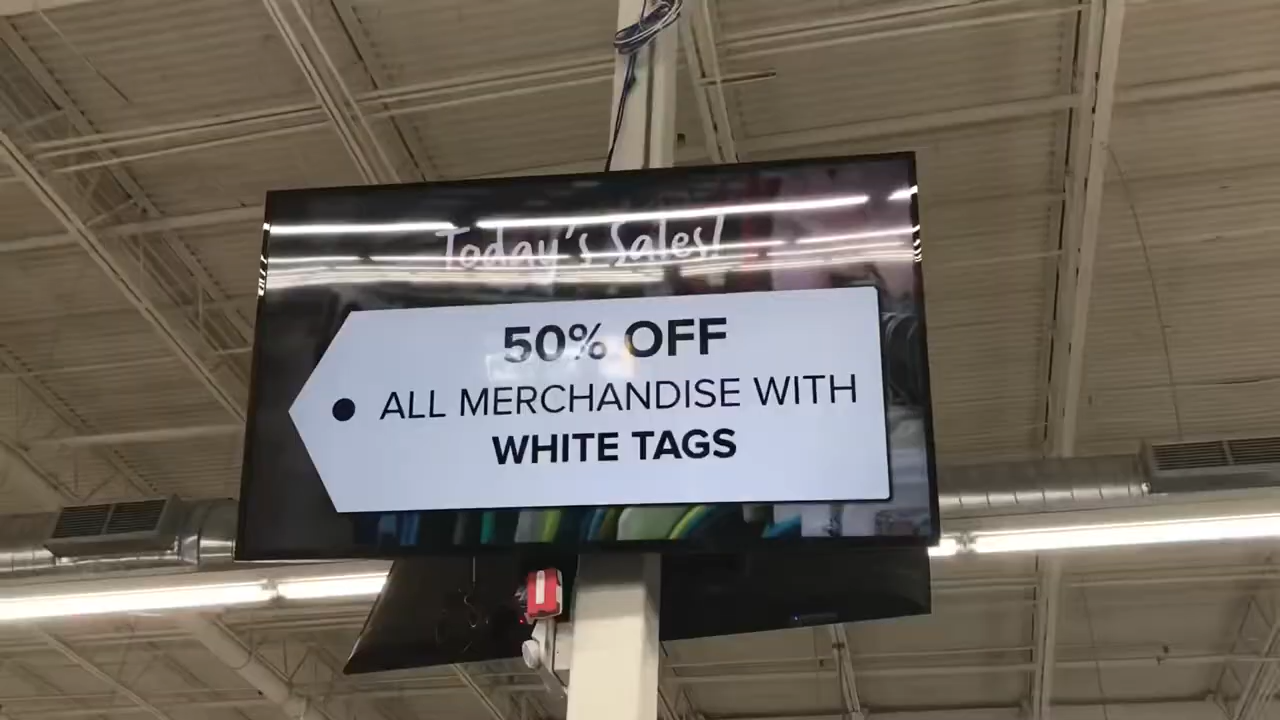 Today's Sales!
50% OFF
ALL MERCHANDISE WITH
WHITE TAGS